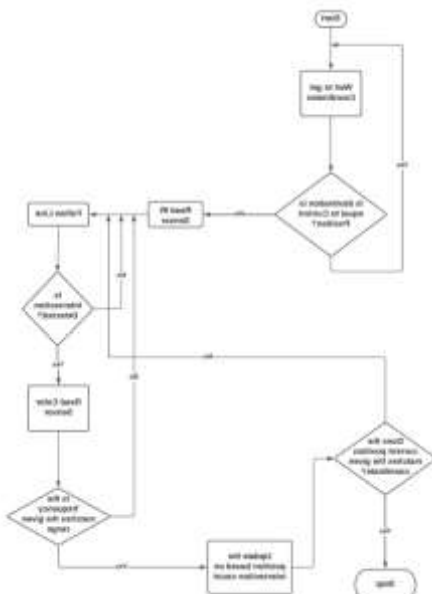 Start
Wait to get
Coordinates
Is destination is
equal to Current
Position?
Yes
No
Read IR
Sensor
Follow Line
No
Is
Intersection
Detected?
Yes
No
No
Read Color
Sensor
Does the
current position
matches the given
coordinates?
Is the
frequency
matches the given
range
Yes
Yes
Update the
position based on
intersection count
Stop